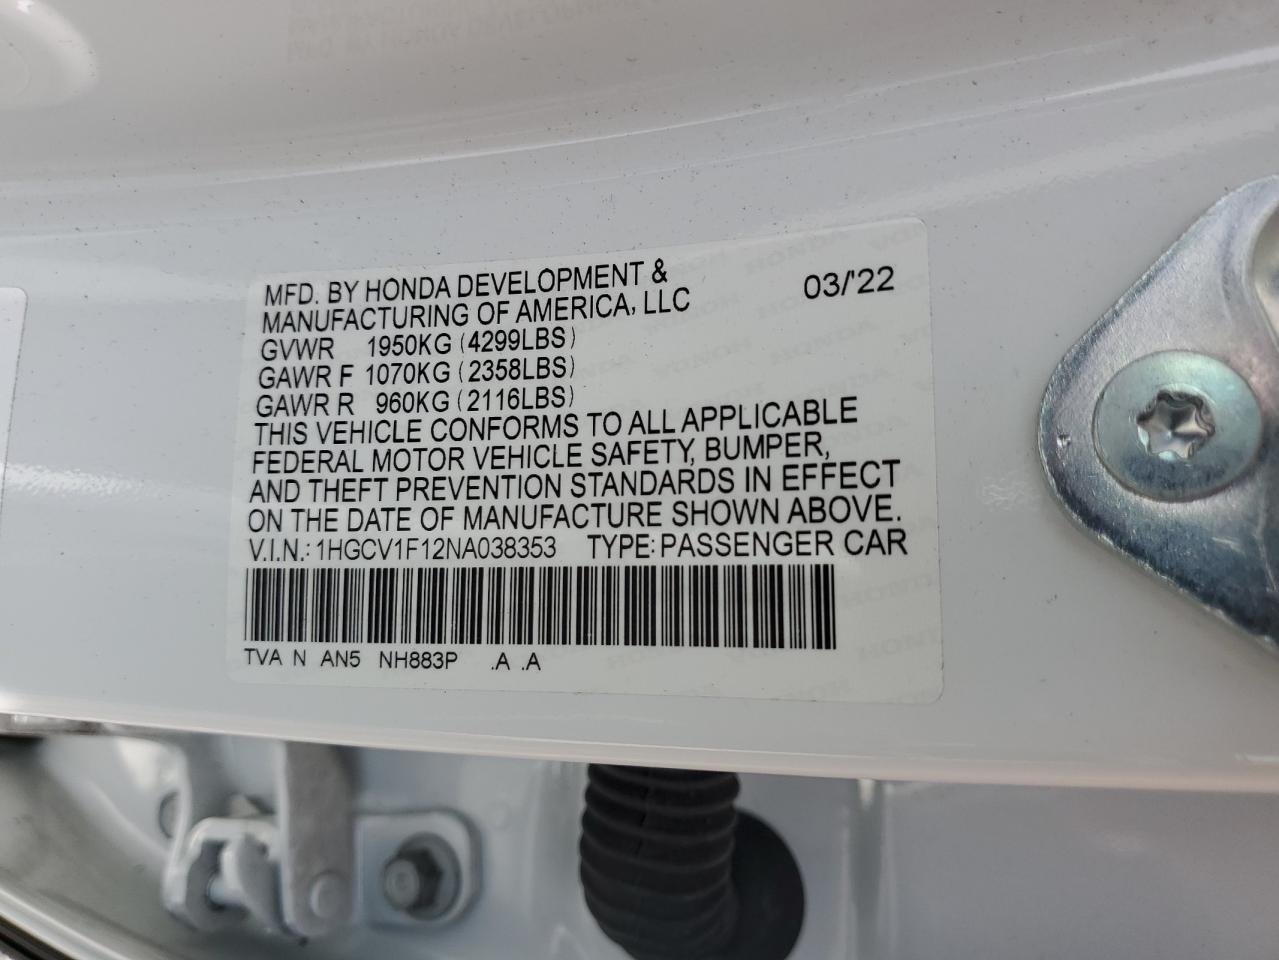 MFD. BY HONDA DEVELOPMENT & 03/'22
MANUFACTURING OF AMERICA, LLC
GVWR 1950KG (4299LBS)
GAWR F 1070KG (2358LBS)
GAWR R 960KG (2116LBS)
THIS VEHICLE CONFORMS TO ALL APPLICABLE
FEDERAL MOTOR VEHICLE SAFETY, BUMPER,
AND THEFT PREVENTION STANDARDS IN EFFECT
ON THE DATE OF MANUFACTURE SHOWN ABOVE.
V.I.N.: 1HGCV1F12NA038353 TYPE: PASSENGER CAR
TVA N AN5 NH883P .A .A